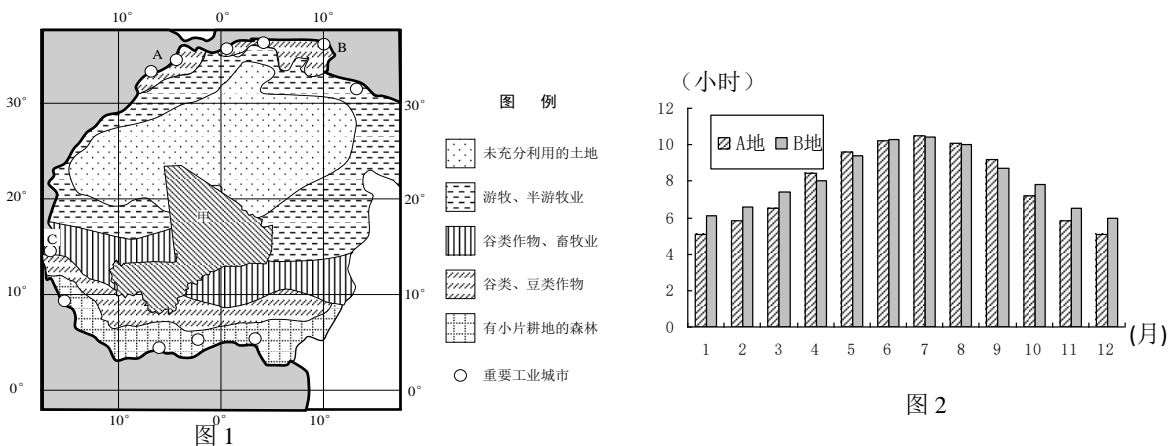 10° 0° 10°
A B
30° 30°
20° 20°
甲
C
10° 10°
0° 0°
10° 0° 10°
图 1
图 例
未充分利用的土地
游牧、半游牧业
谷类作物、畜牧业
谷类、豆类作物
有小片耕地的森林
重要工业城市
（小时）
12
10
8
6
4
2
0
A地 B地
1 2 3 4 5 6 7 8 9 10 11 12 (月)
图 2